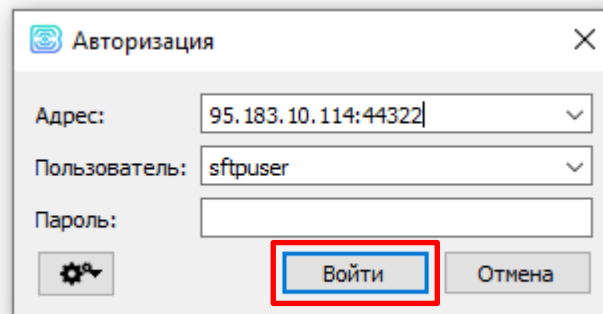 Авторизация
Адрес: 95.183.10.114:44322
Пользователь: sftpuser
Пароль:
Войти Отмена